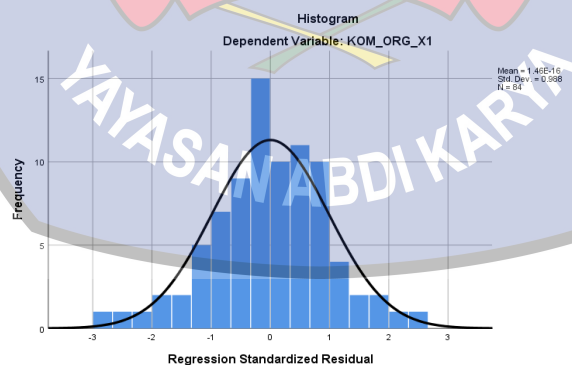 Histogram
Dependent Variable: KOM_ORG_X1
Mean = 1.46E-16
Std. Dev. = 0.988
N = 84
YAYASAN ABDI KARYA
Frequency
15
10
5
0
-3 -2 -1 0 1 2 3
Regression Standardized Residual